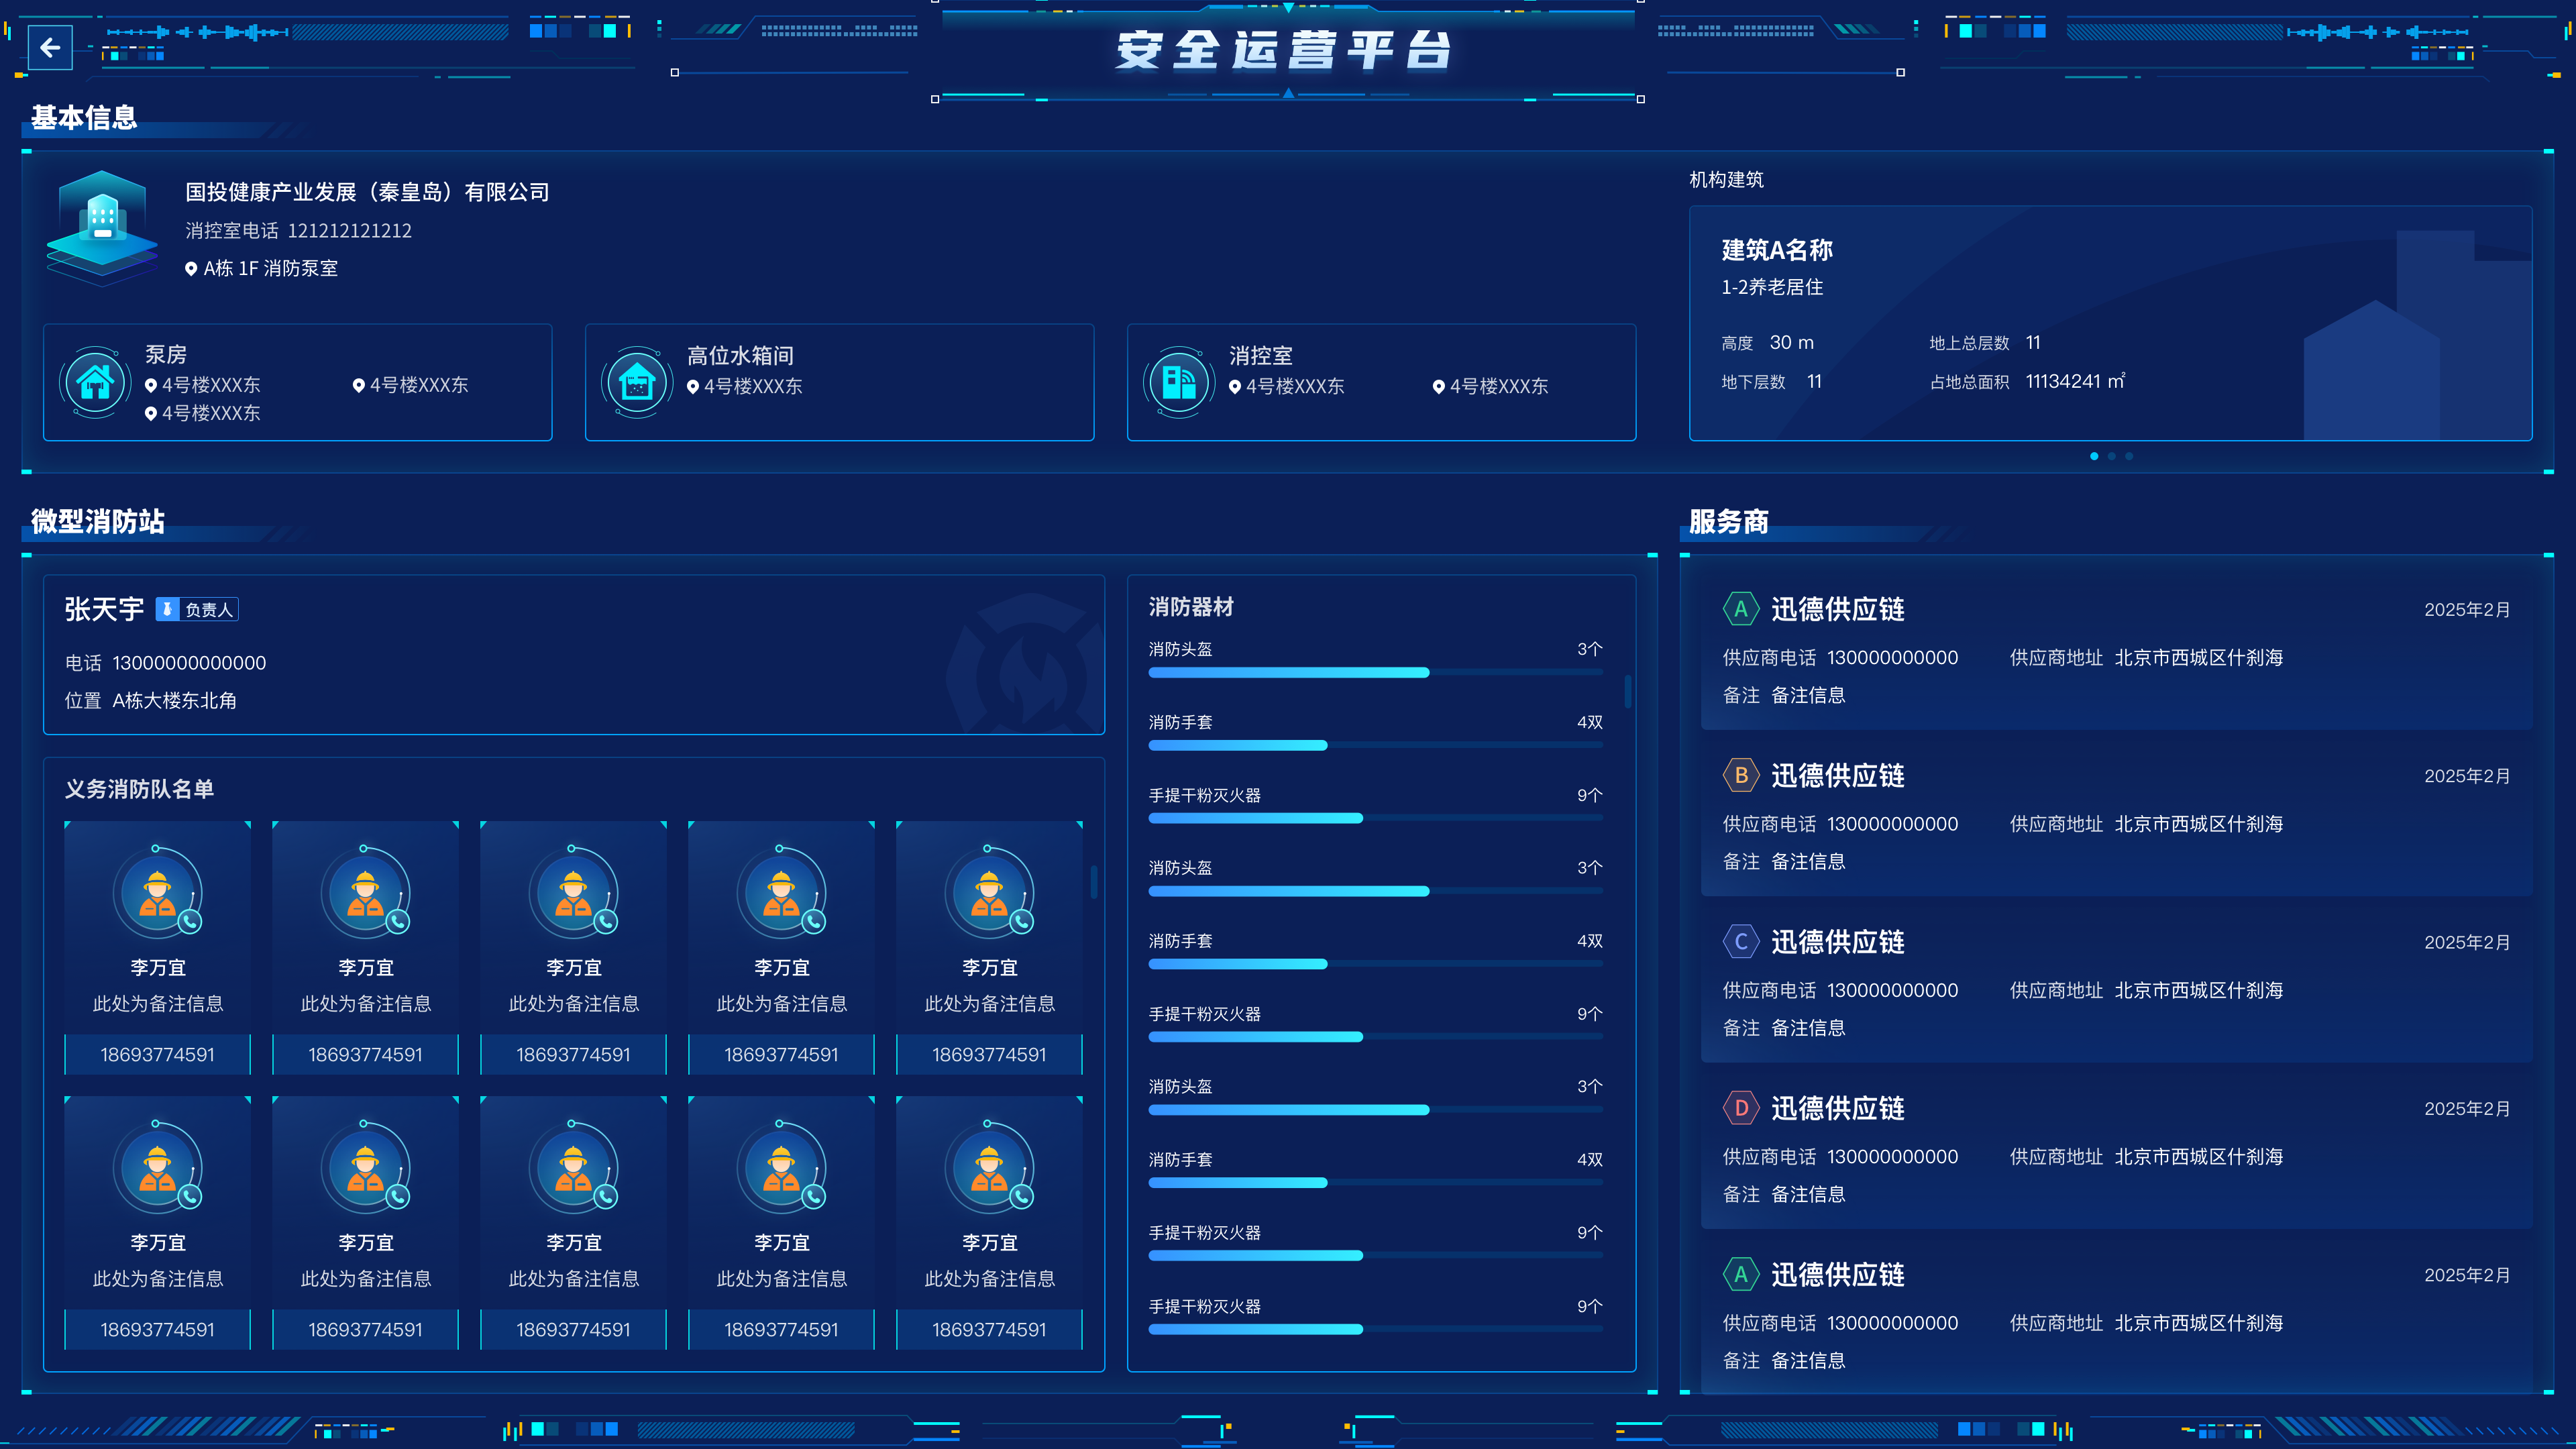 安全运营平台
基本信息
国投健康产业发展（秦皇岛）有限公司
消控室电话 121212121212
A栋 1F 消防泵室
泵房
4号楼XXX东 4号楼XXX东
4号楼XXX东
高位水箱间
4号楼XXX东
消控室
4号楼XXX东 4号楼XXX东
机构建筑
建筑A名称
1-2养老居住
高度 30 m 地上总层数 11
地下层数 11 占地总面积 11134241 ㎡
微型消防站
张天宇 负责人
电话 13000000000000
位置 A栋大楼东北角
义务消防队名单
李万宜 李万宜 李万宜 李万宜 李万宜
此处为备注信息 此处为备注信息 此处为备注信息 此处为备注信息 此处为备注信息
18693774591 18693774591 18693774591 18693774591 18693774591
李万宜 李万宜 李万宜 李万宜 李万宜
此处为备注信息 此处为备注信息 此处为备注信息 此处为备注信息 此处为备注信息
18693774591 18693774591 18693774591 18693774591 18693774591
消防器材
消防头盔 3个
消防手套 4双
手提干粉灭火器 9个
消防头盔 3个
消防手套 4双
手提干粉灭火器 9个
消防头盔 3个
消防手套 4双
手提干粉灭火器 9个
手提干粉灭火器 9个
服务商
A 迅德供应链 2025年2月
供应商电话 130000000000 供应商地址 北京市西城区什刹海
备注 备注信息
B 迅德供应链 2025年2月
供应商电话 130000000000 供应商地址 北京市西城区什刹海
备注 备注信息
C 迅德供应链 2025年2月
供应商电话 130000000000 供应商地址 北京市西城区什刹海
备注 备注信息
D 迅德供应链 2025年2月
供应商电话 130000000000 供应商地址 北京市西城区什刹海
备注 备注信息
A 迅德供应链 2025年2月
供应商电话 130000000000 供应商地址 北京市西城区什刹海
备注 备注信息